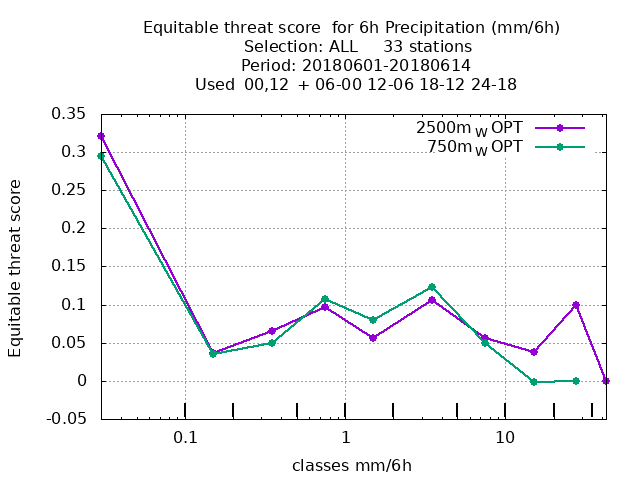 Equitable threat score  for 6h Precipitation (mm/6h)
Selection: ALL     33 stations
Period: 20180601-20180614
Used  00,12  + 06-00 12-06 18-12 24-18
0.35
0.3
0.25
0.2
0.15
0.1
0.05
0
-0.05
Equitable threat score
2500m_W OPT
750m_W OPT
0.1
1
10
classes mm/6h